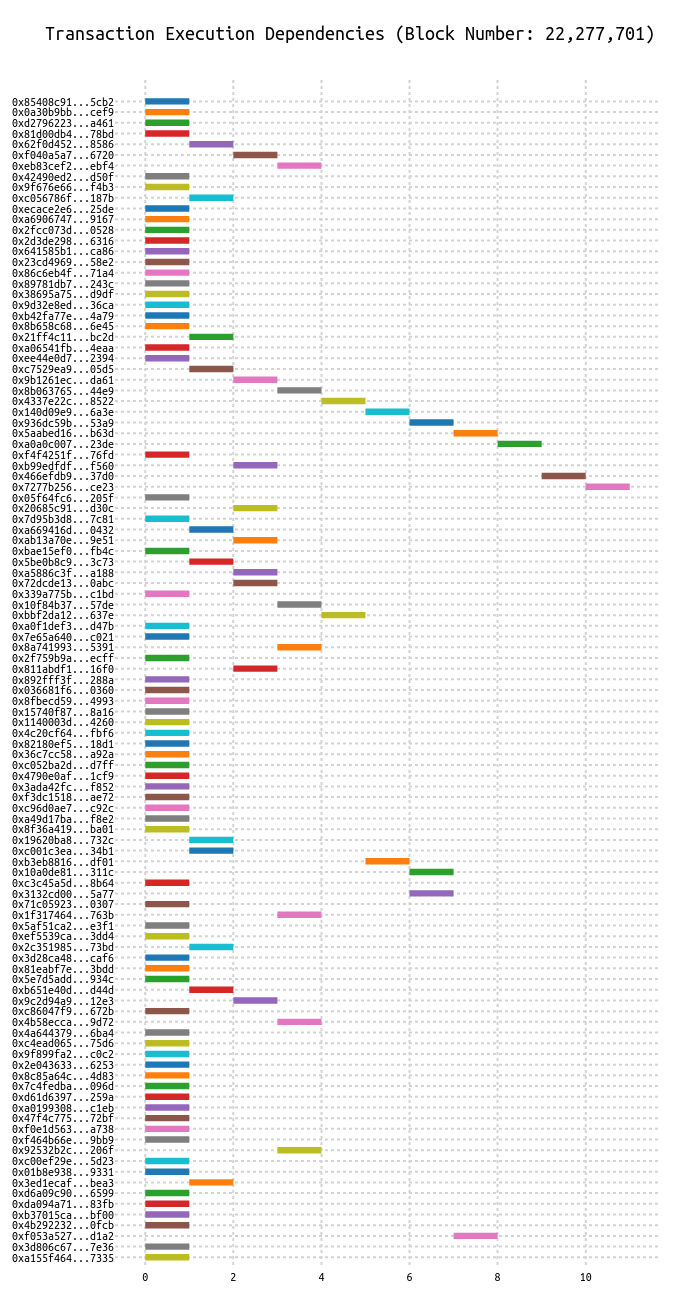 Transaction Execution Dependencies (Block Number: 22,277,701)
0x85408c91...5cb2
0x0a30b9bb...cef9
0xd2796223...a461
0x81d00db4...78bd
0x62f0d452...8586
0xf040a5a7...6720
0xeb83cef2...ebf4
0x42490ed2...d50f
0x9f676e66...f4b3
0xc056786f...187b
0xecace2e6...25de
0xa6906747...9167
0x2fcc073d...0528
0x2d3de298...6316
0x641585b1...ca86
0x23cd4969...58e2
0x86c6eb4f...71a4
0x89781db7...243c
0x38695a75...d9df
0x9d32e8ed...36ca
0xb42fa77e...4a79
0x8b658c68...6e45
0x21ff4c11...bc2d
0xa06541fb...4eaa
0xee44e0d7...2394
0xc7529ea9...05d5
0x9b1261ec...da61
0x8b063765...44e9
0x4337e22c...8522
0x140d09e9...6a3e
0x936dc59b...53a9
0x5aabed16...b63d
0xa0a0c007...23de
0xf4f4251f...76fd
0xb99edfdf...f560
0x466efdb9...37d0
0x7277b256...ce23
0x05f64fc6...205f
0x20685c91...d30c
0x7d95b3d8...7c81
0xa669416d...0432
0xab13a70e...9e51
0xbae15ef0...fb4c
0x5be0b8c9...3c73
0xa5886c3f...a188
0x72dcde13...0abc
0x339a775b...c1bd
0x10f84b37...57de
0xbbf2da12...637e
0xa0f1def3...d47b
0x7e65a640...c021
0x8a741993...5391
0x2f759b9a...ecff
0x811abdf1...16f0
0x892fff3f...288a
0x036681f6...0360
0x8fbecd59...4993
0x15740f87...8a16
0x1140003d...4260
0x4c20cf64...fbf6
0x82180ef5...18d1
0x36c7cc58...a92a
0xc052ba2d...d7ff
0x4790e0af...1cf9
0x3ada42fc...f852
0xf3dc1518...ae72
0xc96d0ae7...c92c
0xa49d17ba...f8e2
0x8f36a419...ba01
0x19620ba8...732c
0xc001c3ea...34b1
0xb3eb8816...df01
0x10a0de81...311c
0xc3c45a5d...8b64
0x3132cd00...5a77
0x71c05923...0307
0x1f317464...763b
0x5af51ca2...e3f1
0xef5539ca...3dd4
0x2c351985...73bd
0x3d28ca48...caf6
0x81eabf7e...3bdd
0x5e7d5add...934c
0xb651e40d...d44d
0x9c2d94a9...12e3
0xc86047f9...672b
0x4b58ecca...9d72
0x4a644379...6ba4
0xc4ead065...75d6
0x9f899fa2...c0c2
0x2e043633...6253
0x8c85a64c...4d83
0x7c4fedba...096d
0xd61d6397...259a
0xa0199308...c1eb
0x47f4c775...72bf
0xf0e1d563...a738
0xf464b66e...9bb9
0x92532b2c...206f
0xc00ef29e...5d23
0x01b8e938...9331
0x3ed1ecaf...bea3
0xd6a09c90...6599
0xda094a71...83fb
0xb37015ca...bf00
0x4b292232...0fcb
0xf053a527...d1a2
0x3d806c67...7e36
0xa155f464...7335
0 2 4 6 8 10